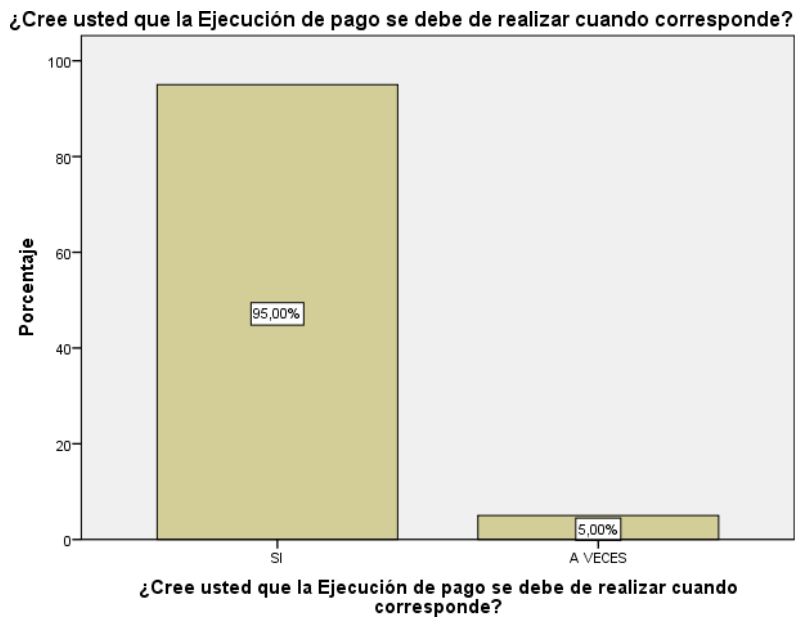 ¿Cree usted que la Ejecución de pago se debe de realizar cuando corresponde?
100
80
60
40
20
0
Porcentaje
95,00%
5,00%
SI
A VECES
¿Cree usted que la Ejecución de pago se debe de realizar cuando
corresponde?